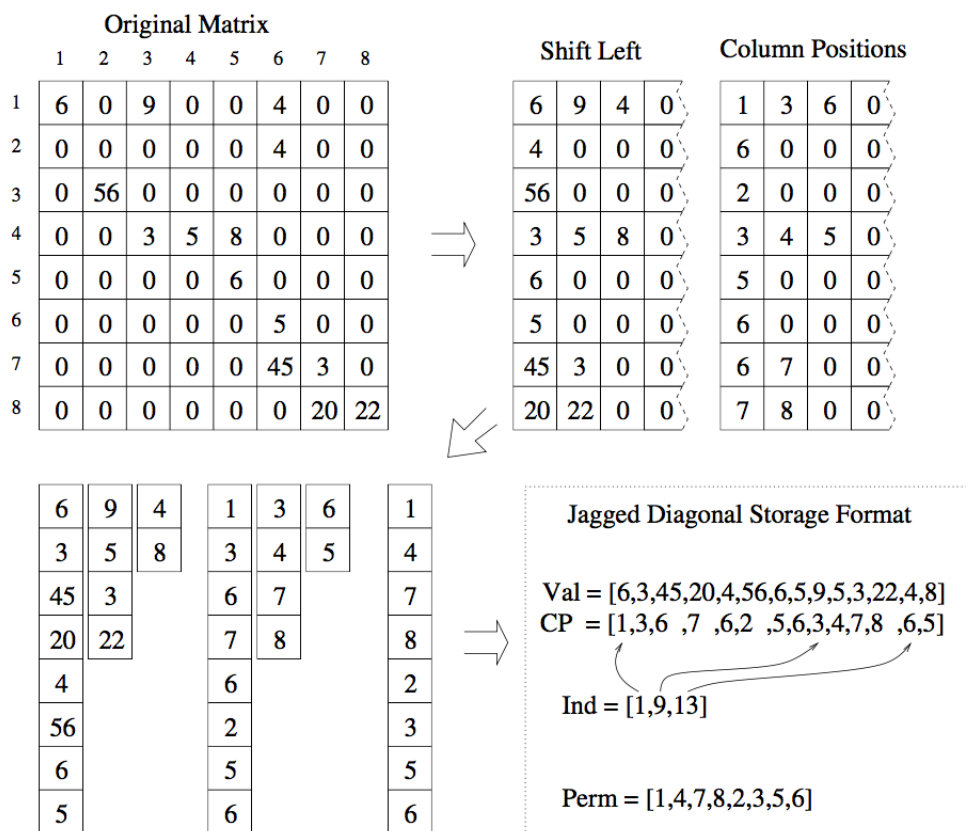 Original Matrix
1 2 3 4 5 6 7 8
1 6 0 9 0 0 4 0 0
2 0 0 0 0 0 4 0 0
3 0 56 0 0 0 0 0 0
4 0 0 3 5 8 0 0 0
5 0 0 0 0 6 0 0 0
6 0 0 0 0 0 5 0 0
7 0 0 0 0 0 45 3 0
8 0 0 0 0 0 0 20 22
Shift Left
6 9 4 0
4 0 0 0
56 0 0 0
3 5 8 0
6 0 0 0
5 0 0 0
45 3 0 0
20 22 0 0
Column Positions
1 3 6 0
6 0 0 0
2 0 0 0
3 4 5 0
5 0 0 0
6 0 0 0
6 7 0 0
7 8 0 0
6 9 4
3 5 8
45 3
20 22
4
56
6
5
1 3 6
3 4 5
6 7
7 8
6
2
5
6
1
4
7
8
2
3
5
6
Jagged Diagonal Storage Format
Val = [6,3,45,20,4,56,6,5,9,5,3,22,4,8]
CP = [1,3,6 ,7 ,6,2 ,5,6,3,4,7,8 ,6,5]
Ind = [1,9,13]
Perm = [1,4,7,8,2,3,5,6]